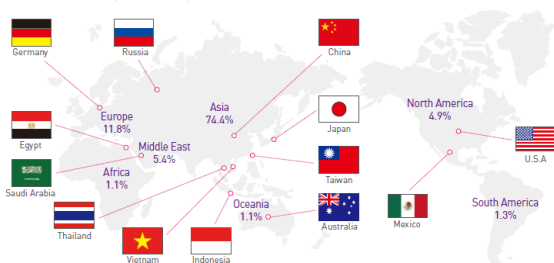 Germany
Russia
China
Europe
11.8%
Asia
74.4%
North America
4.9%
Egypt
Japan
U.S.A
Middle East
5.4%
Africa
1.1%
Saudi Arabia
Taiwan
Oceania
1.1%
South America
1.3%
Thailand
Vietnam
Indonesia
Australia
Mexico